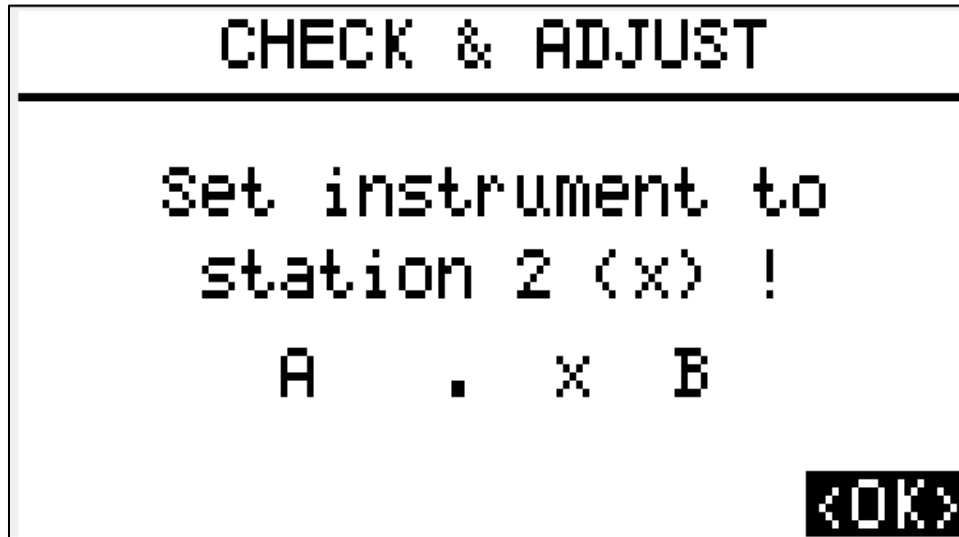 CHECK & ADJUST
Set instrument to
station 2 (x) !
A . x B
<OK>